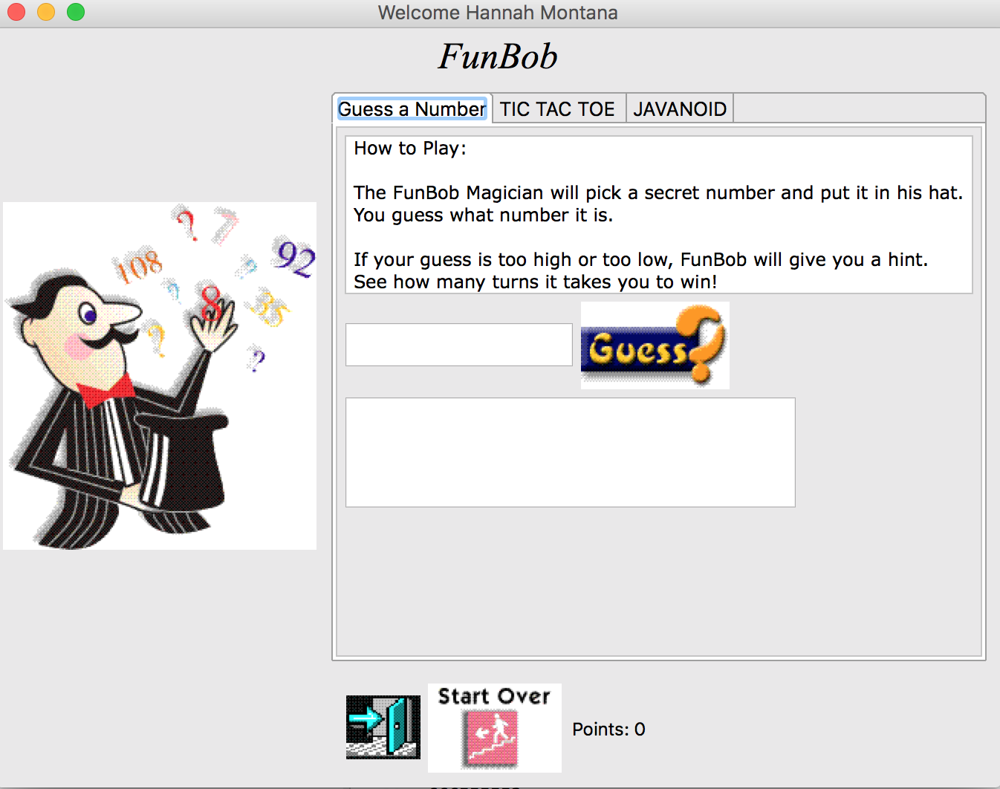 Welcome Hannah Montana
FunBob
Guess a Number
TIC TAC TOE
JAVANOID
How to Play:
The FunBob Magician will pick a secret number and put it in his hat.
You guess what number it is.
If your guess is too high or too low, FunBob will give you a hint.
See how many turns it takes you to win!
? 7
108 ? 92
? 8 35
?
?
Guess?
Start Over
Points: 0